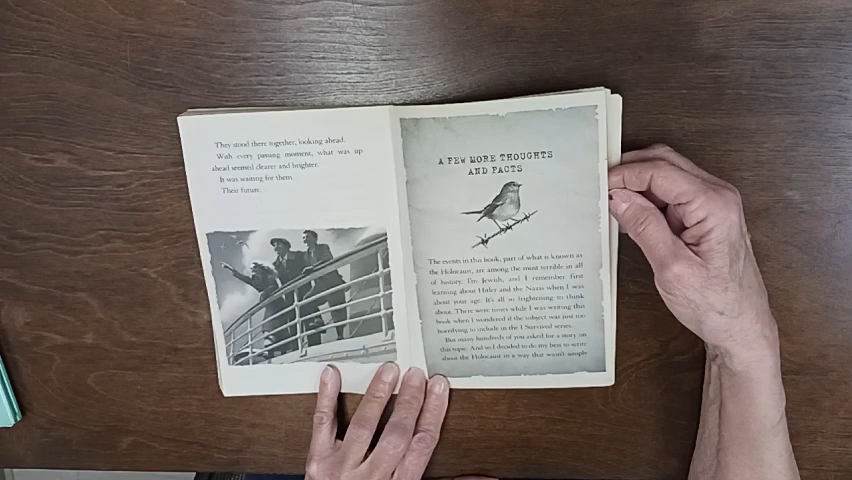 They stood there together, looking ahead.
With every passing moment, what was up
ahead seemed clearer and brighter.
It was waiting for them.
Their future.
A FEW MORE THOUGHTS
AND FACTS
The events in this book, part of what is known as
the Holocaust, are among the most terrible in all
of history. I'm Jewish, and I remember first
learning about Hitler and the Nazis when I was
about your age. It's all so frightening to think
about. There were times while I was writing this
book when I wondered if the subject was just too
horrifying to include in the I Survived series.
But many hundreds of you asked for a story on
this topic. And so I decided to do my best to write
about the Holocaust in a way that wasn't simply